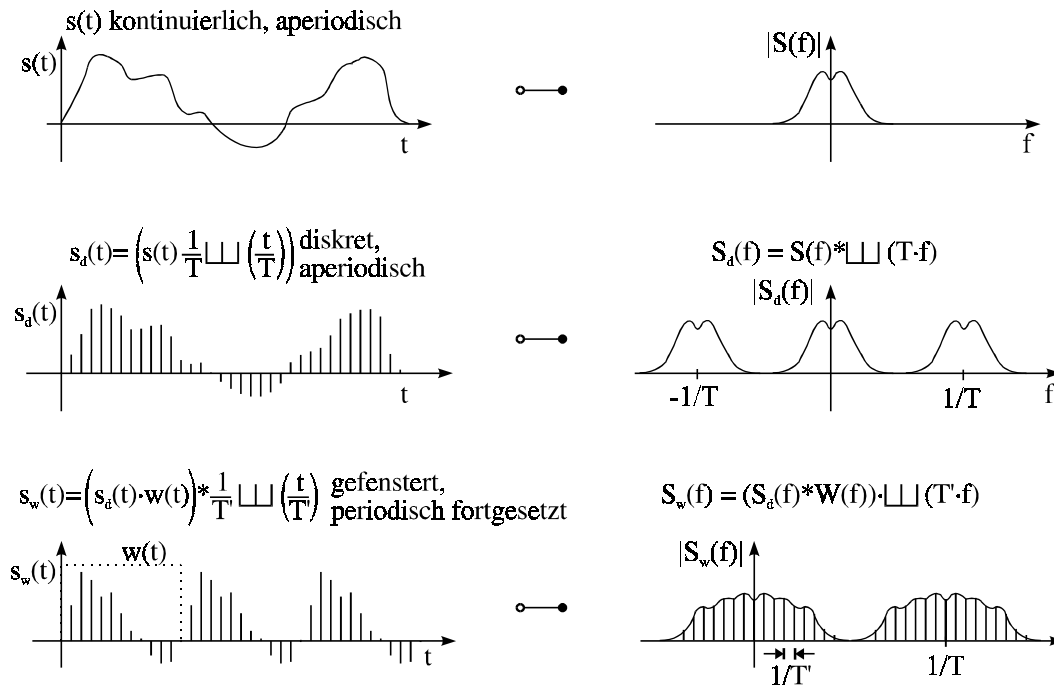 s(t) kontinuierlich, aperiodisch
s(t)
t
|S(f)|
f
s_d(t)=(s(t) 1/T ⊔⊔ (t/T)) diskret,
aperiodisch
s_d(t)
t
S_d(f) = S(f)*⊔⊔ (T·f)
|S_d(f)|
-1/T
1/T
f
s_w(t)=(s_d(t)·w(t))* 1/T' ⊔⊔ (t/T') gefenstert,
periodisch fortgesetzt
w(t)
s_w(t)
t
S_w(f) = (S_d(f)*W(f))·⊔⊔ (T'·f)
|S_w(f)|
1/T'
1/T